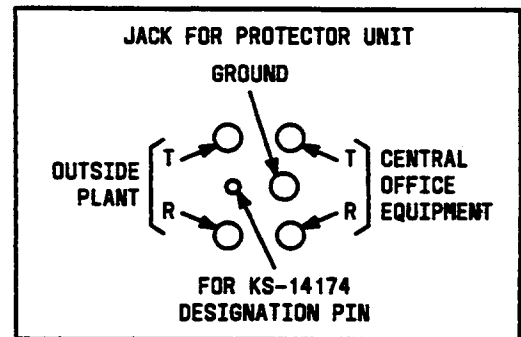 JACK FOR PROTECTOR UNIT
GROUND
T
T
OUTSIDE
PLANT
CENTRAL
OFFICE
EQUIPMENT
R
R
FOR KS-14174
DESIGNATION PIN